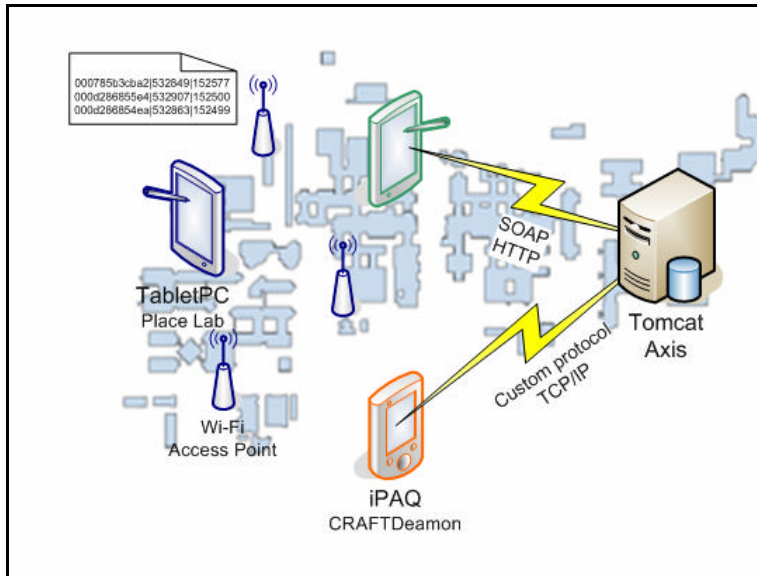 000785b3cba2|532849|152577
000d286855e4|532907|152500
000d286854ea|532863|152499
SOAP
HTTP
TabletPC
Place Lab
Tomcat
Axis
Custom protocol
TCP/IP
Wi-Fi
Access Point
iPAQ
CRAFTDeamon